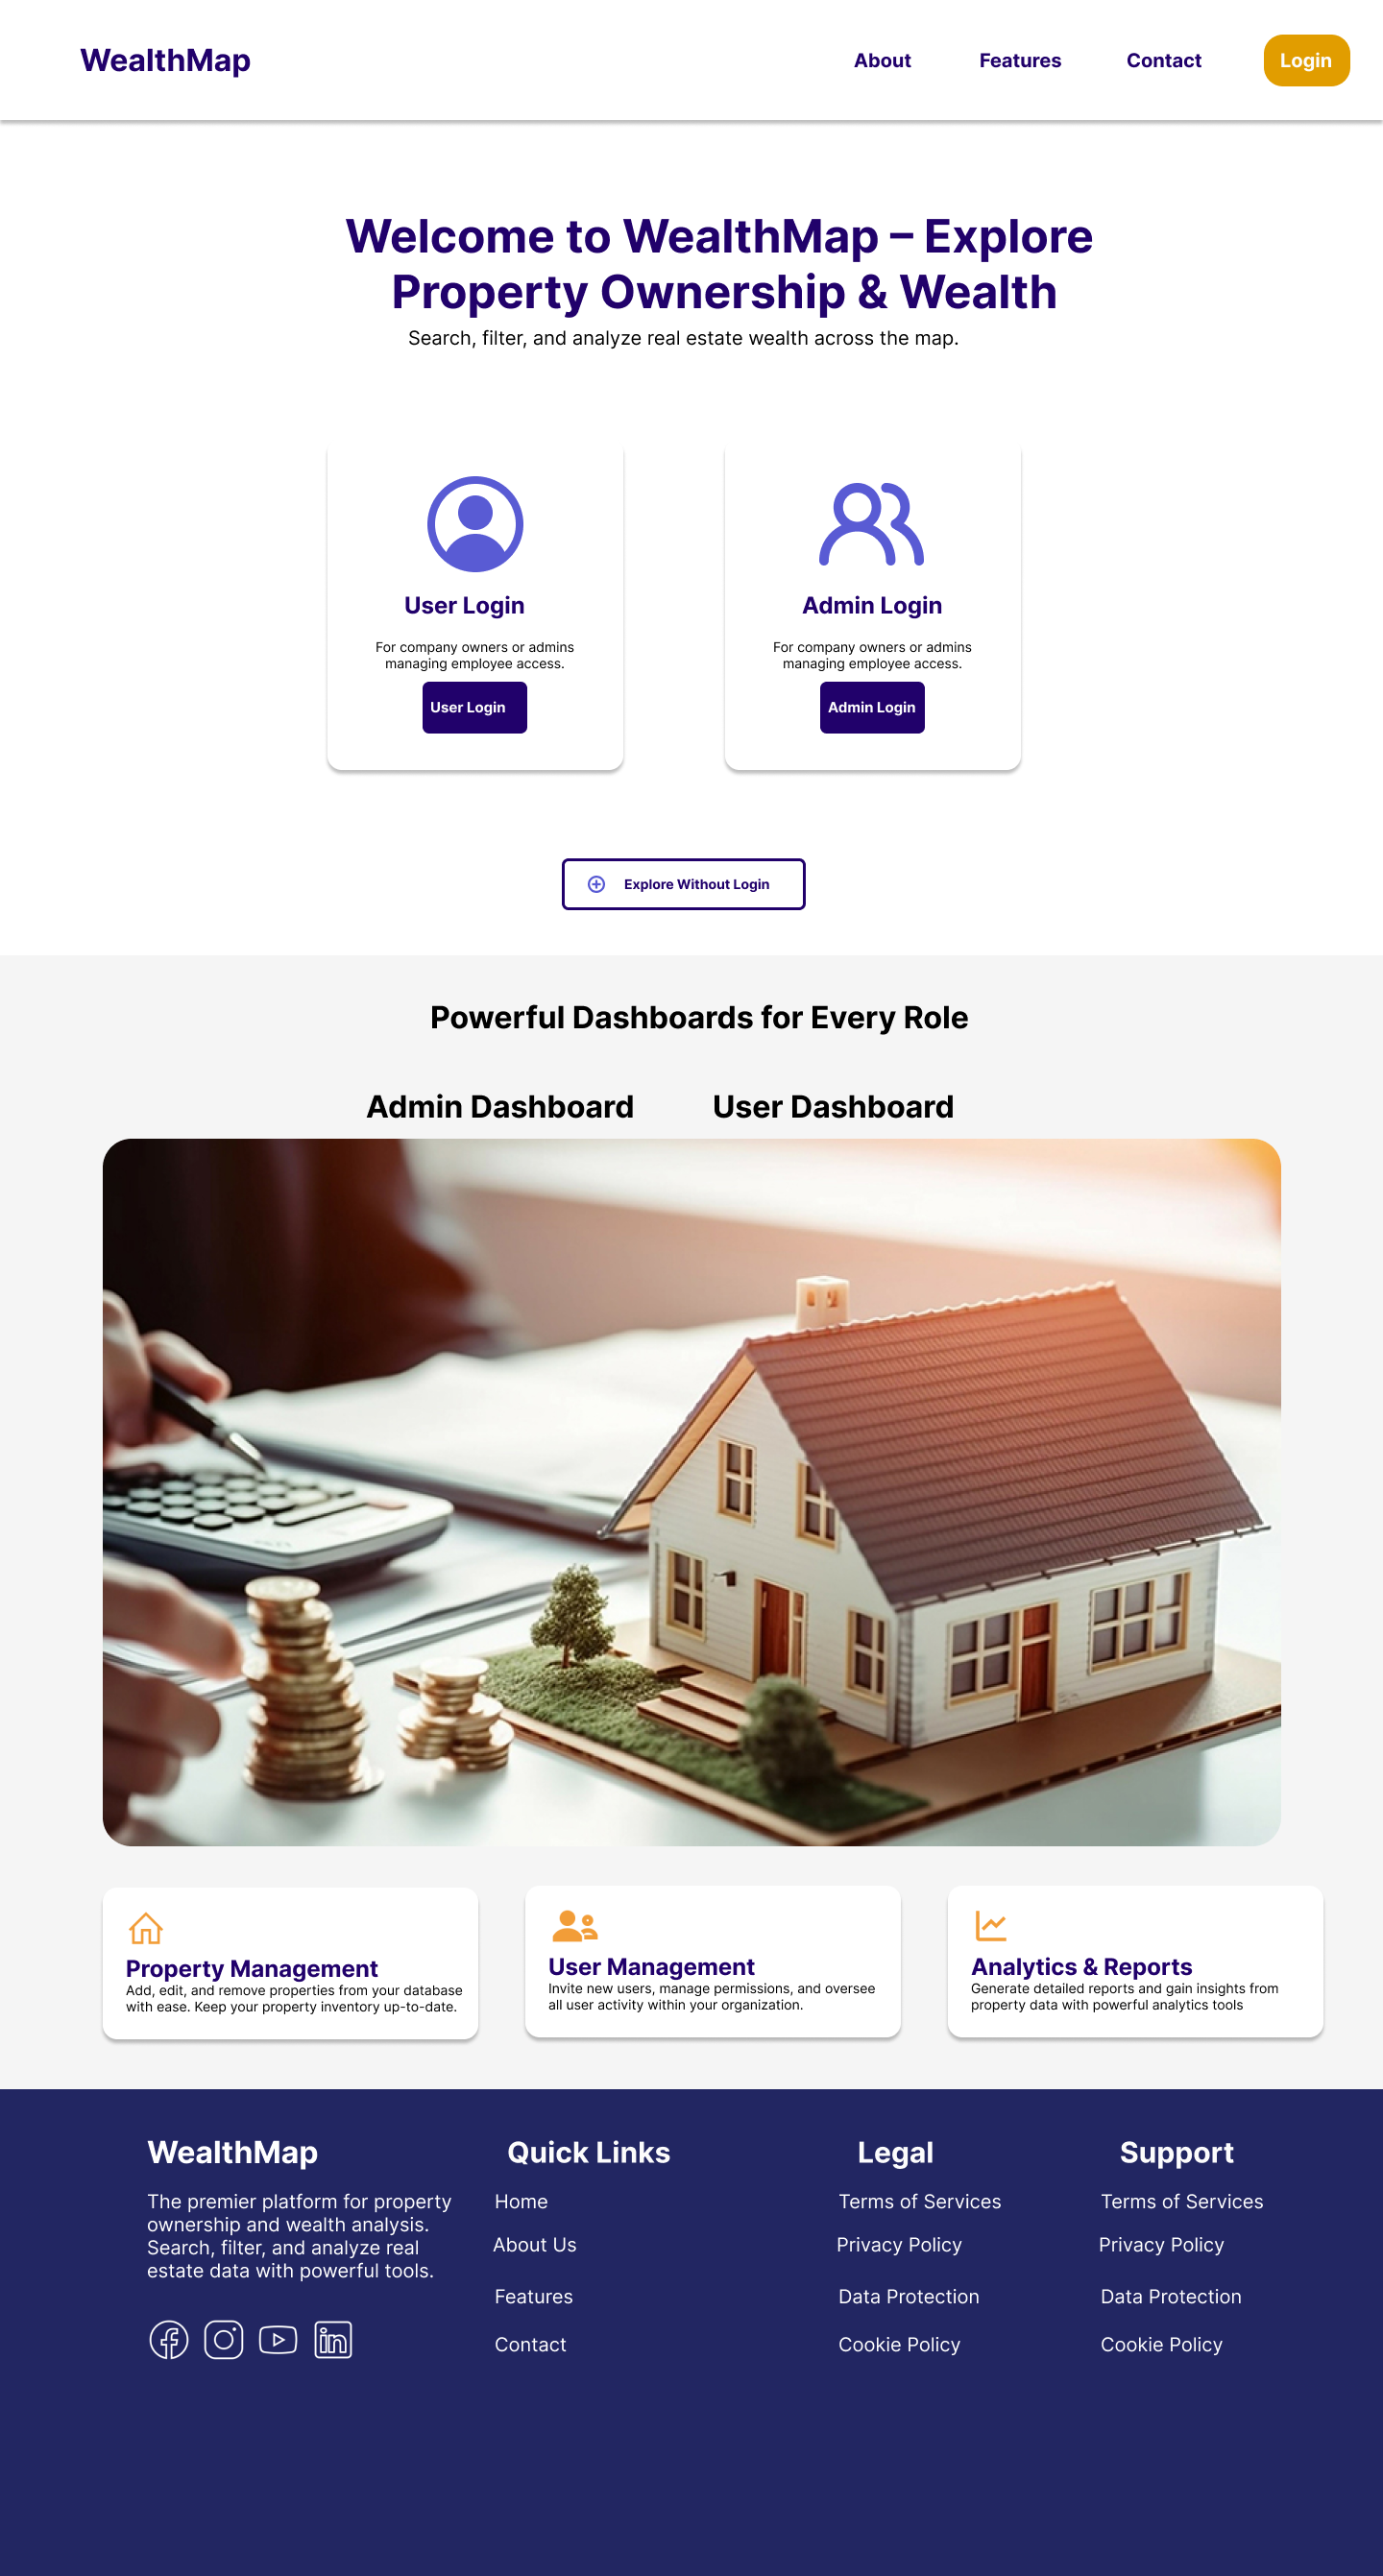 WealthMap
About
Features
Contact
Login
Welcome to WealthMap – Explore
Property Ownership & Wealth
Search, filter, and analyze real estate wealth across the map.
User Login
For company owners or admins
managing employee access.
User Login
Admin Login
For company owners or admins
managing employee access.
Admin Login
Explore Without Login
Powerful Dashboards for Every Role
Admin Dashboard
User Dashboard
Property Management
Add, edit, and remove properties from your database
with ease. Keep your property inventory up-to-date.
User Management
Invite new users, manage permissions, and oversee
all user activity within your organization.
Analytics & Reports
Generate detailed reports and gain insights from
property data with powerful analytics tools
WealthMap
The premier platform for property
ownership and wealth analysis.
Search, filter, and analyze real
estate data with powerful tools.
Quick Links
Home
About Us
Features
Contact
Legal
Terms of Services
Privacy Policy
Data Protection
Cookie Policy
Support
Terms of Services
Privacy Policy
Data Protection
Cookie Policy